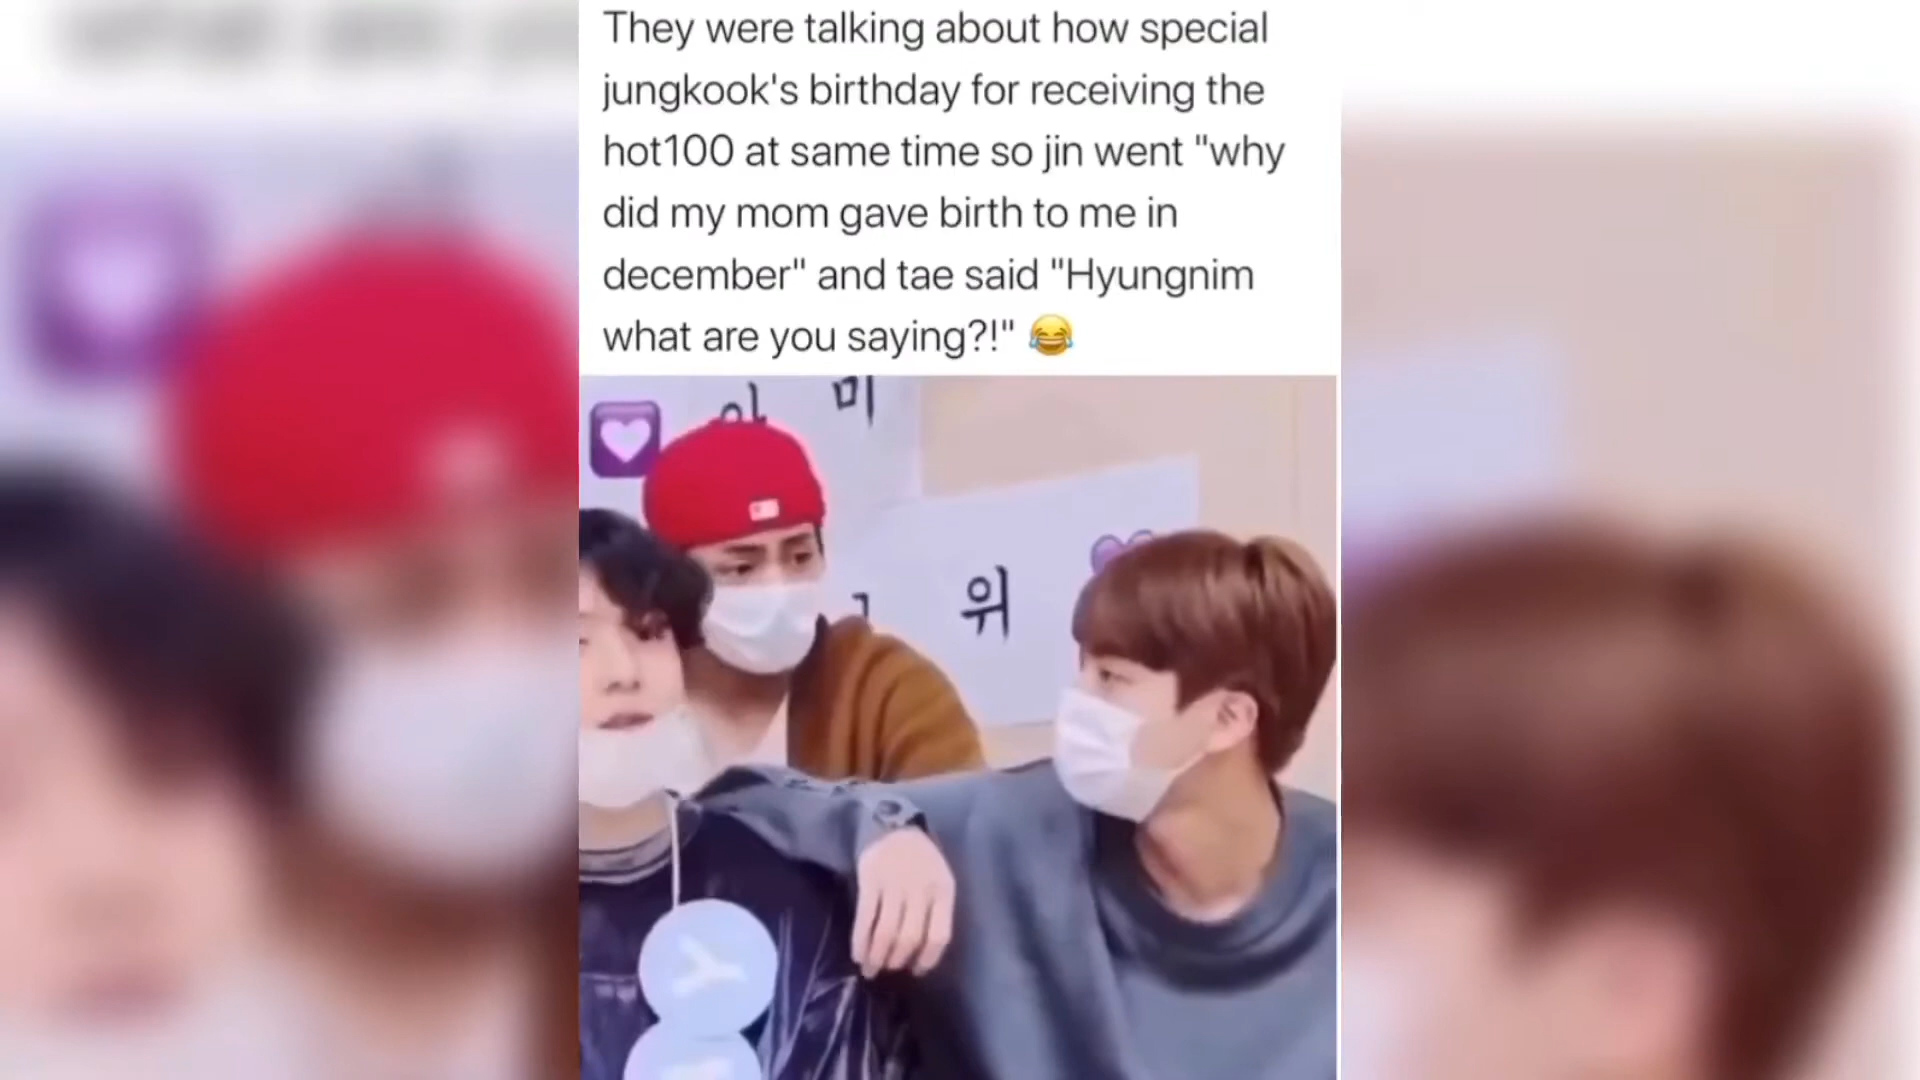 They were talking about how special
jungkook's birthday for receiving the
hot100 at same time so jin went "why
did my mom gave birth to me in
december" and tae said "Hyungnim
what are you saying?!" 😂
미
위